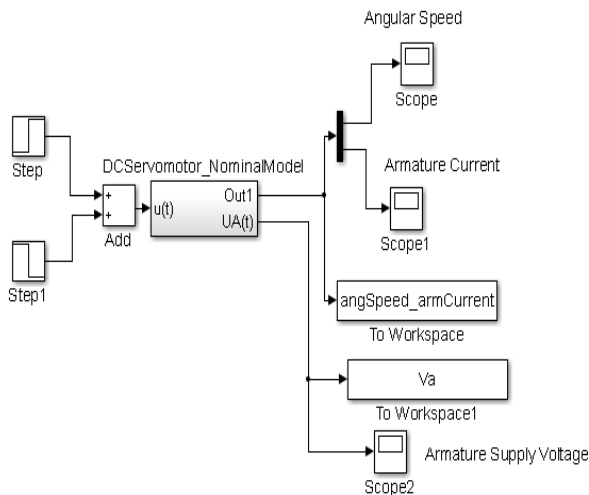 Angular Speed
Scope
Step
DCServomotor_NominalModel
Armature Current
+
+
Add
u(t)
Out1
UA(t)
Scope1
Step1
angSpeed_armCurrent
To Workspace
Va
To Workspace1
Armature Supply Voltage
Scope2